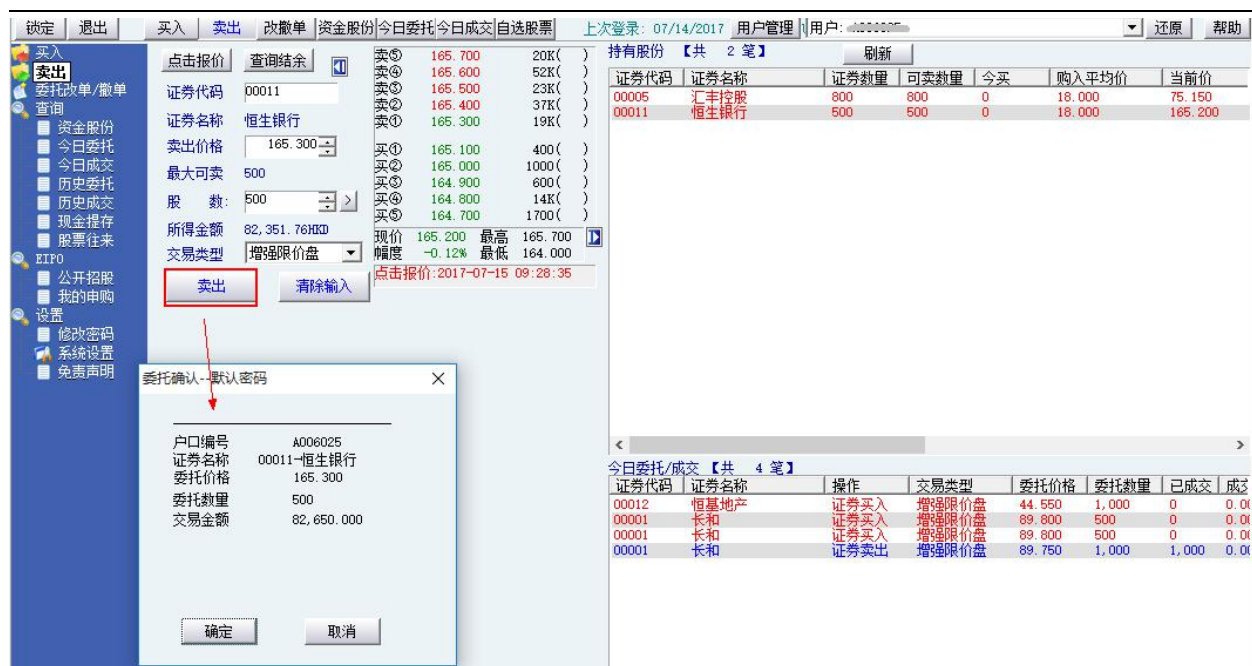 锁定 退出 买入 卖出 改撤单 资金股份 今日委托 今日成交 自选股票 上次登录: 07/14/2017 用户管理 用户: 还原 帮助
买入
卖出
委托改单/撤单
查询
资金股份
今日委托
今日成交
历史委托
历史成交
现金提存
股票往来
EIPO
公开招股
我的申购
设置
修改密码
系统设置
免责声明
点击报价 查询结余
证券代码 00011
证券名称 恒生银行
卖出价格 165.300
最大可卖 500
股 数: 500 >
所得金额 82,351.76HKD
交易类型 增强限价盘
卖出 清除输入
卖⑤ 165.700 20K( )
卖④ 165.600 52K( )
卖③ 165.500 23K( )
卖② 165.400 37K( )
卖① 165.300 19K( )
买① 165.100 400( )
买② 165.000 1000( )
买③ 164.900 600( )
买④ 164.800 14K( )
买⑤ 164.700 1700( )
现价 165.200 最高 165.700
幅度 -0.12% 最低 164.000
点击报价:2017-07-15 09:28:35
持有股份 【共 2 笔】 刷新
证券代码 证券名称 证券数量 可卖数量 今买 购入平均价 当前价
00005 汇丰控股 800 800 0 18.000 75.150
00011 恒生银行 500 500 0 18.000 165.200
委托确认--默认密码
户口编号 A006025
证券名称 00011-恒生银行
委托价格 165.300
委托数量 500
交易金额 82,650.000
确定 取消
今日委托/成交 【共 4 笔】
证券代码 证券名称 操作 交易类型 委托价格 委托数量 已成交
00012 恒基地产 证券买入 增强限价盘 44.550 1,000 0 0.00
00001 长和 证券买入 增强限价盘 89.800 500 0 0.00
00001 长和 证券买入 增强限价盘 89.800 500 0 0.00
00001 长和 证券卖出 增强限价盘 89.750 1,000 1,000 0.00